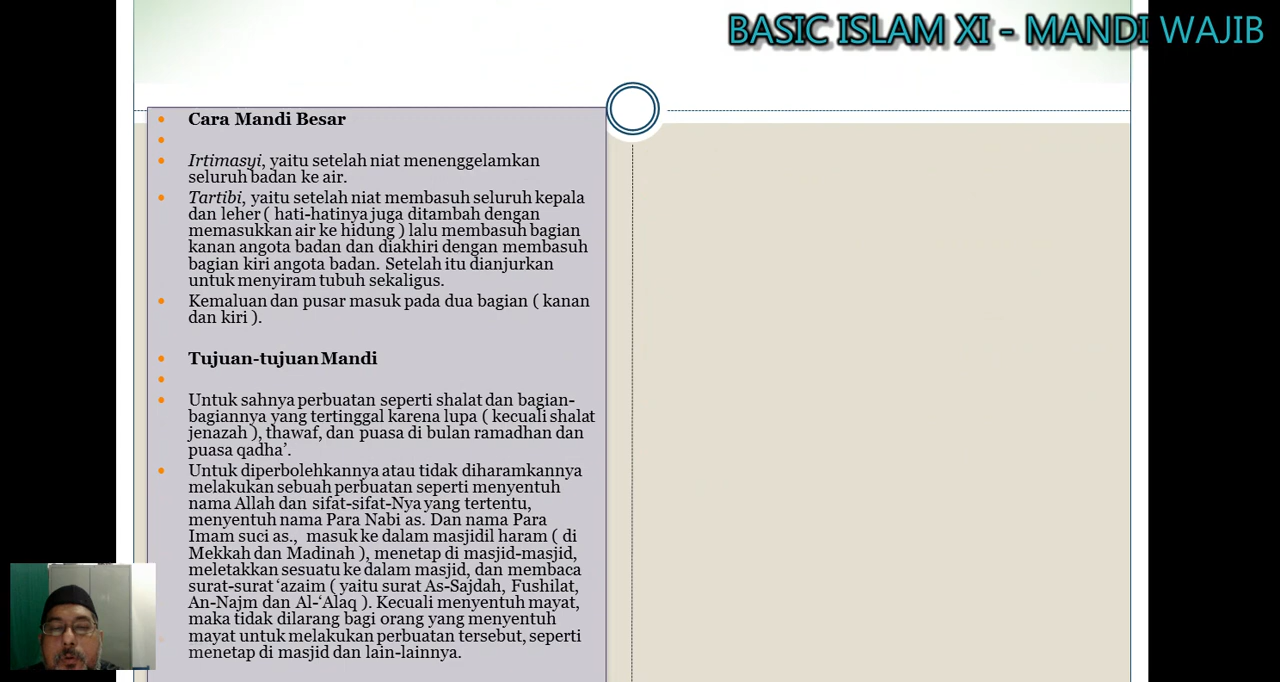 BASIC ISLAM XI - MANDI WAJIB
Cara Mandi Besar
Irtimasyi, yaitu setelah niat menenggelamkan
seluruh badan ke air.
Tartibi, yaitu setelah niat membasuh seluruh kepala
dan leher ( hati-hatinya juga ditambah dengan
memasukkan air ke hidung ) lalu membasuh bagian
kanan angota badan dan diakhiri dengan membasuh
bagian kiri angota badan. Setelah itu dianjurkan
untuk menyiram tubuh sekaligus.
Kemaluan dan pusar masuk pada dua bagian ( kanan
dan kiri ).
Tujuan-tujuan Mandi
Untuk sahnya perbuatan seperti shalat dan bagian-
bagiannya yang tertinggal karena lupa ( kecuali shalat
jenazah ), thawaf, dan puasa di bulan ramadhan dan
puasa qadha’.
Untuk diperbolehkannya atau tidak diharamkannya
melakukan sebuah perbuatan seperti menyentuh
nama Allah dan sifat-sifat-Nya yang tertentu,
menyentuh nama Para Nabi as. Dan nama Para
Imam suci as., masuk ke dalam masjidil haram ( di
Mekkah dan Madinah ), menetap di masjid-masjid,
meletakkan sesuatu ke dalam masjid, dan membaca
surat-surat ‘azaim ( yaitu surat As-Sajdah, Fushilat,
An-Najm dan Al-‘Alaq ). Kecuali menyentuh mayat,
maka tidak dilarang bagi orang yang menyentuh
mayat untuk melakukan perbuatan tersebut, seperti
menetap di masjid dan lain-lainnya.